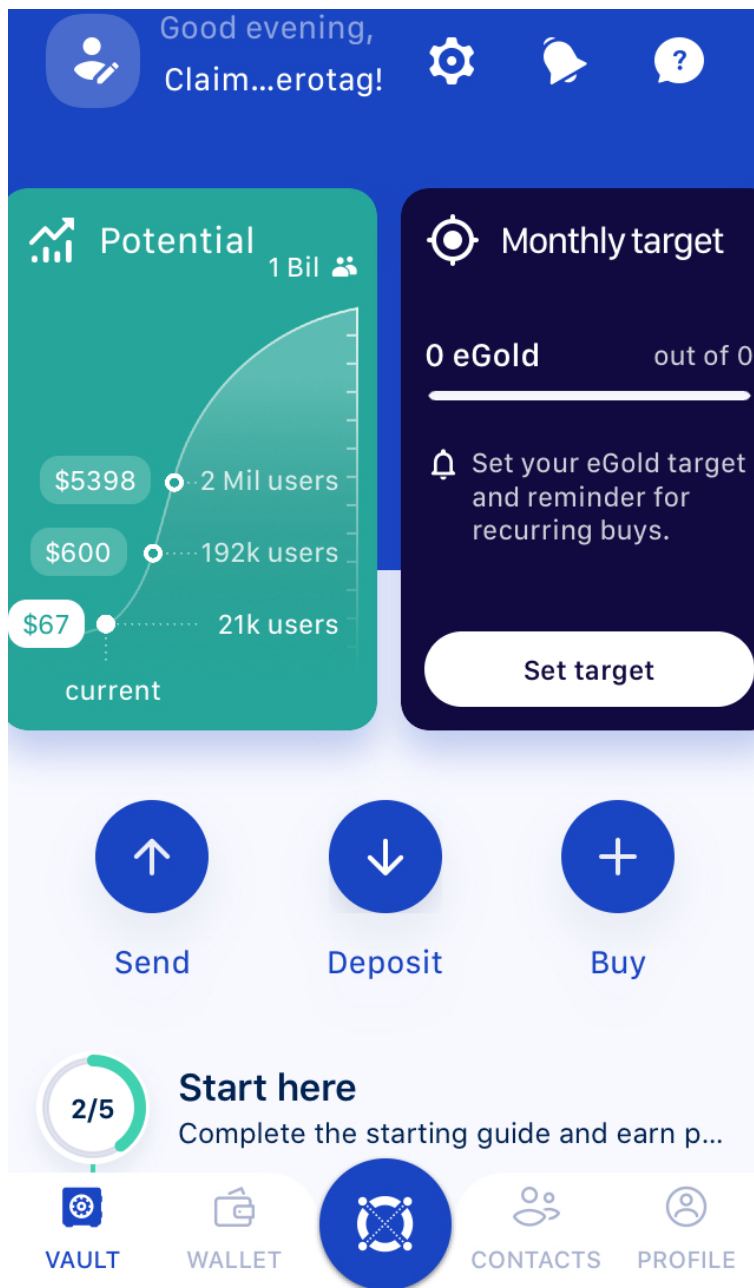 Good evening,
Claim...erotag!
?
Potential
1 Bil
$5398
2 Mil users
$600
192k users
$67
21k users
current
Monthly target
0 eGold
out of 0
Set your eGold target
and reminder for
recurring buys.
Set target
Send
Deposit
Buy
2/5
Start here
Complete the starting guide and earn p...
VAULT
WALLET
CONTACTS
PROFILE